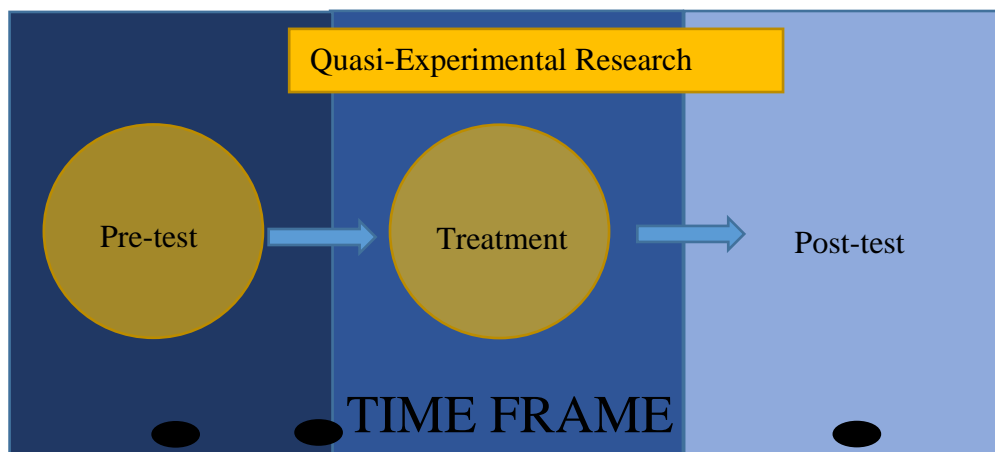 Quasi-Experimental Research
Pre-test
Treatment
Post-test
TIME FRAME